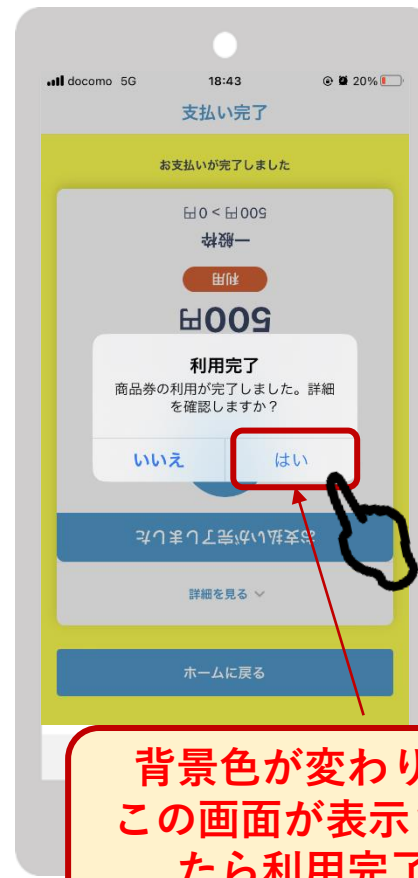 docomo 5G 18:43 20%
支払い完了
お支払いが完了しました
500円 > 0円
一般枠
利用
500円
利用完了
商品券の利用が完了しました。詳細
を確認しますか？
いいえ はい
お支払いが完了しました
詳細を見る
ホームに戻る
背景色が変わり
この画面が表示
たら利用完了